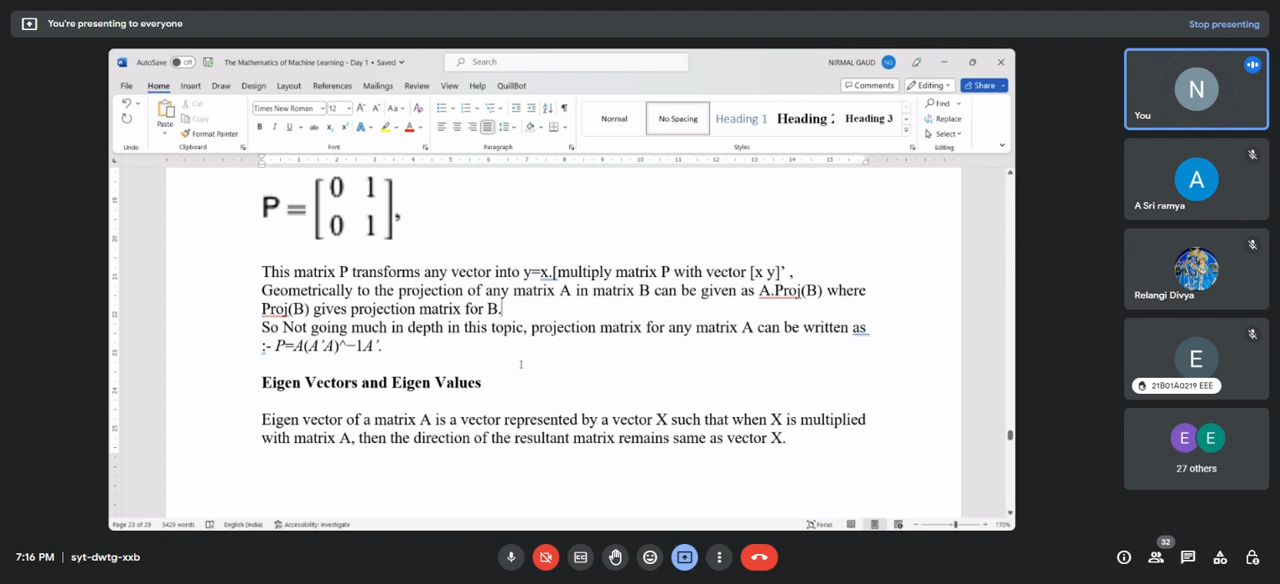 You're presenting to everyone
Stop presenting
AutoSave Off The Mathematics of Machine Learning - Day 1 • Saved Search NIRMAL GAUD NG
File Home Insert Draw Design Layout References Mailings Review View Help QuillBot Comments Editing Share
Undo
Paste
Cut
Copy
Format Painter
Clipboard
Times New Roman 12
Font
Paragraph
Normal No Spacing Heading 1 Heading 2 Heading 3
Styles
Find
Replace
Select
Editing
P = [0 1
0 1],
This matrix P transforms any vector into y=x.[multiply matrix P with vector [x y]' ,
Geometrically to the projection of any matrix A in matrix B can be given as A.Proj(B) where
Proj(B) gives projection matrix for B.
So Not going much in depth in this topic, projection matrix for any matrix A can be written as
:- P=A(A'A)^−1A'.
Eigen Vectors and Eigen Values
Eigen vector of a matrix A is a vector represented by a vector X such that when X is multiplied
with matrix A, then the direction of the resultant matrix remains same as vector X.
Page 23 of 29 5429 words English (India) Accessibility: Investigate Focus 170%
N
You
A
A Sri ramya
Relangi Divya
E
21B01A0219 EEE
E E
27 others
7:16 PM | syt-dwtg-xxb
32